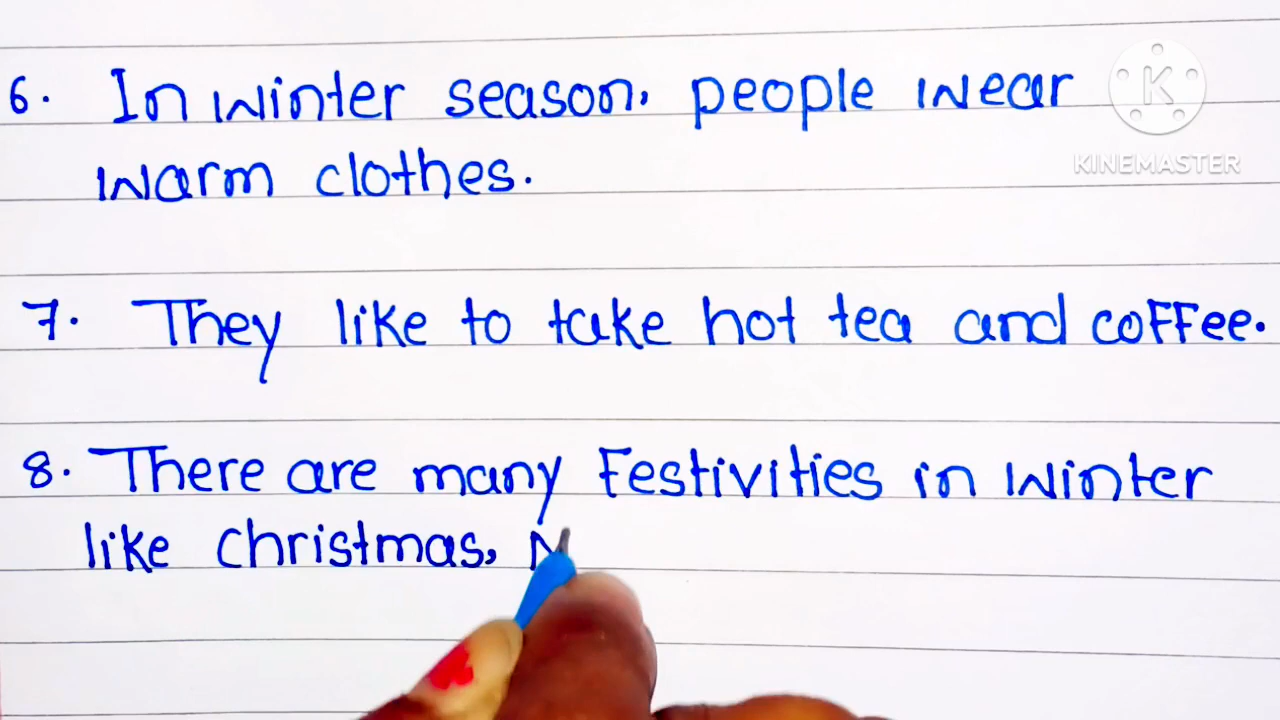 6. In winter season, people wear
warm clothes.
7. They like to take hot tea and coffee.
8. There are many Festivities in winter
like christmas, N
KINEMASTER